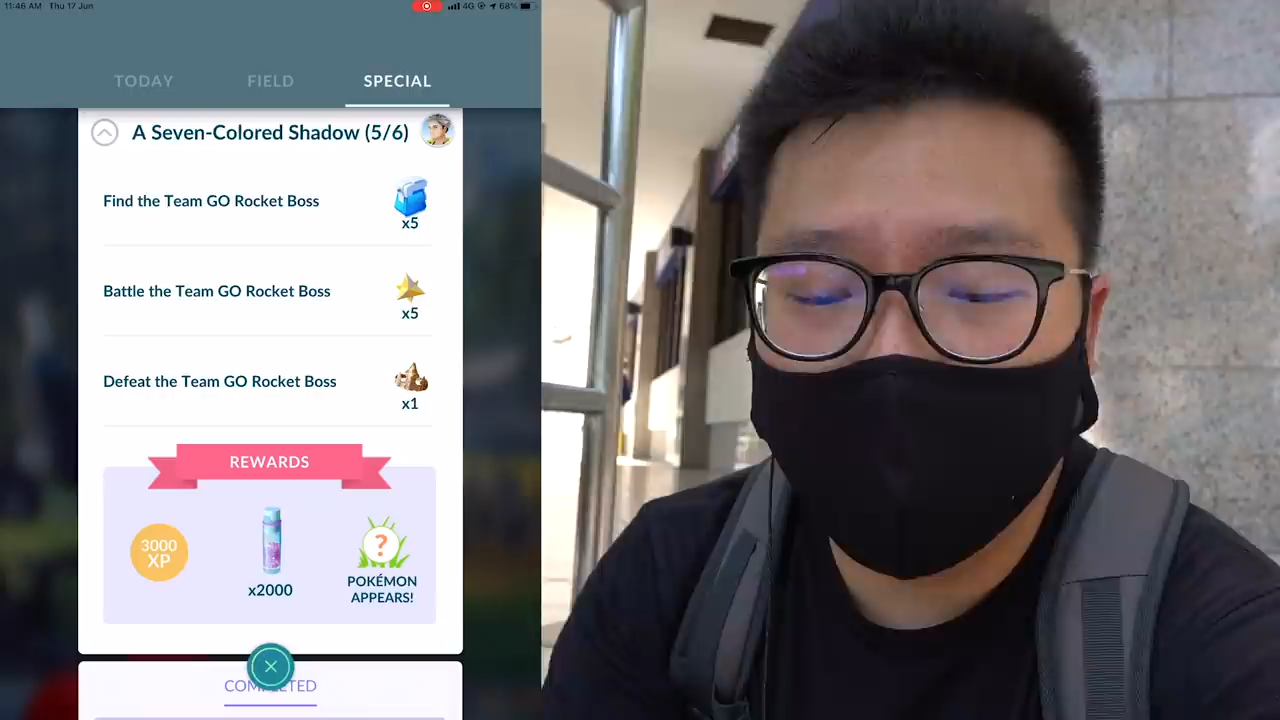 11:46 AM Thu 17 Jun
4G 68%
TODAY FIELD SPECIAL
A Seven-Colored Shadow (5/6)
Find the Team GO Rocket Boss
x5
Battle the Team GO Rocket Boss
x5
Defeat the Team GO Rocket Boss
x1
REWARDS
3000
XP
x2000
?
POKÉMON
APPEARS!
COMPLETED